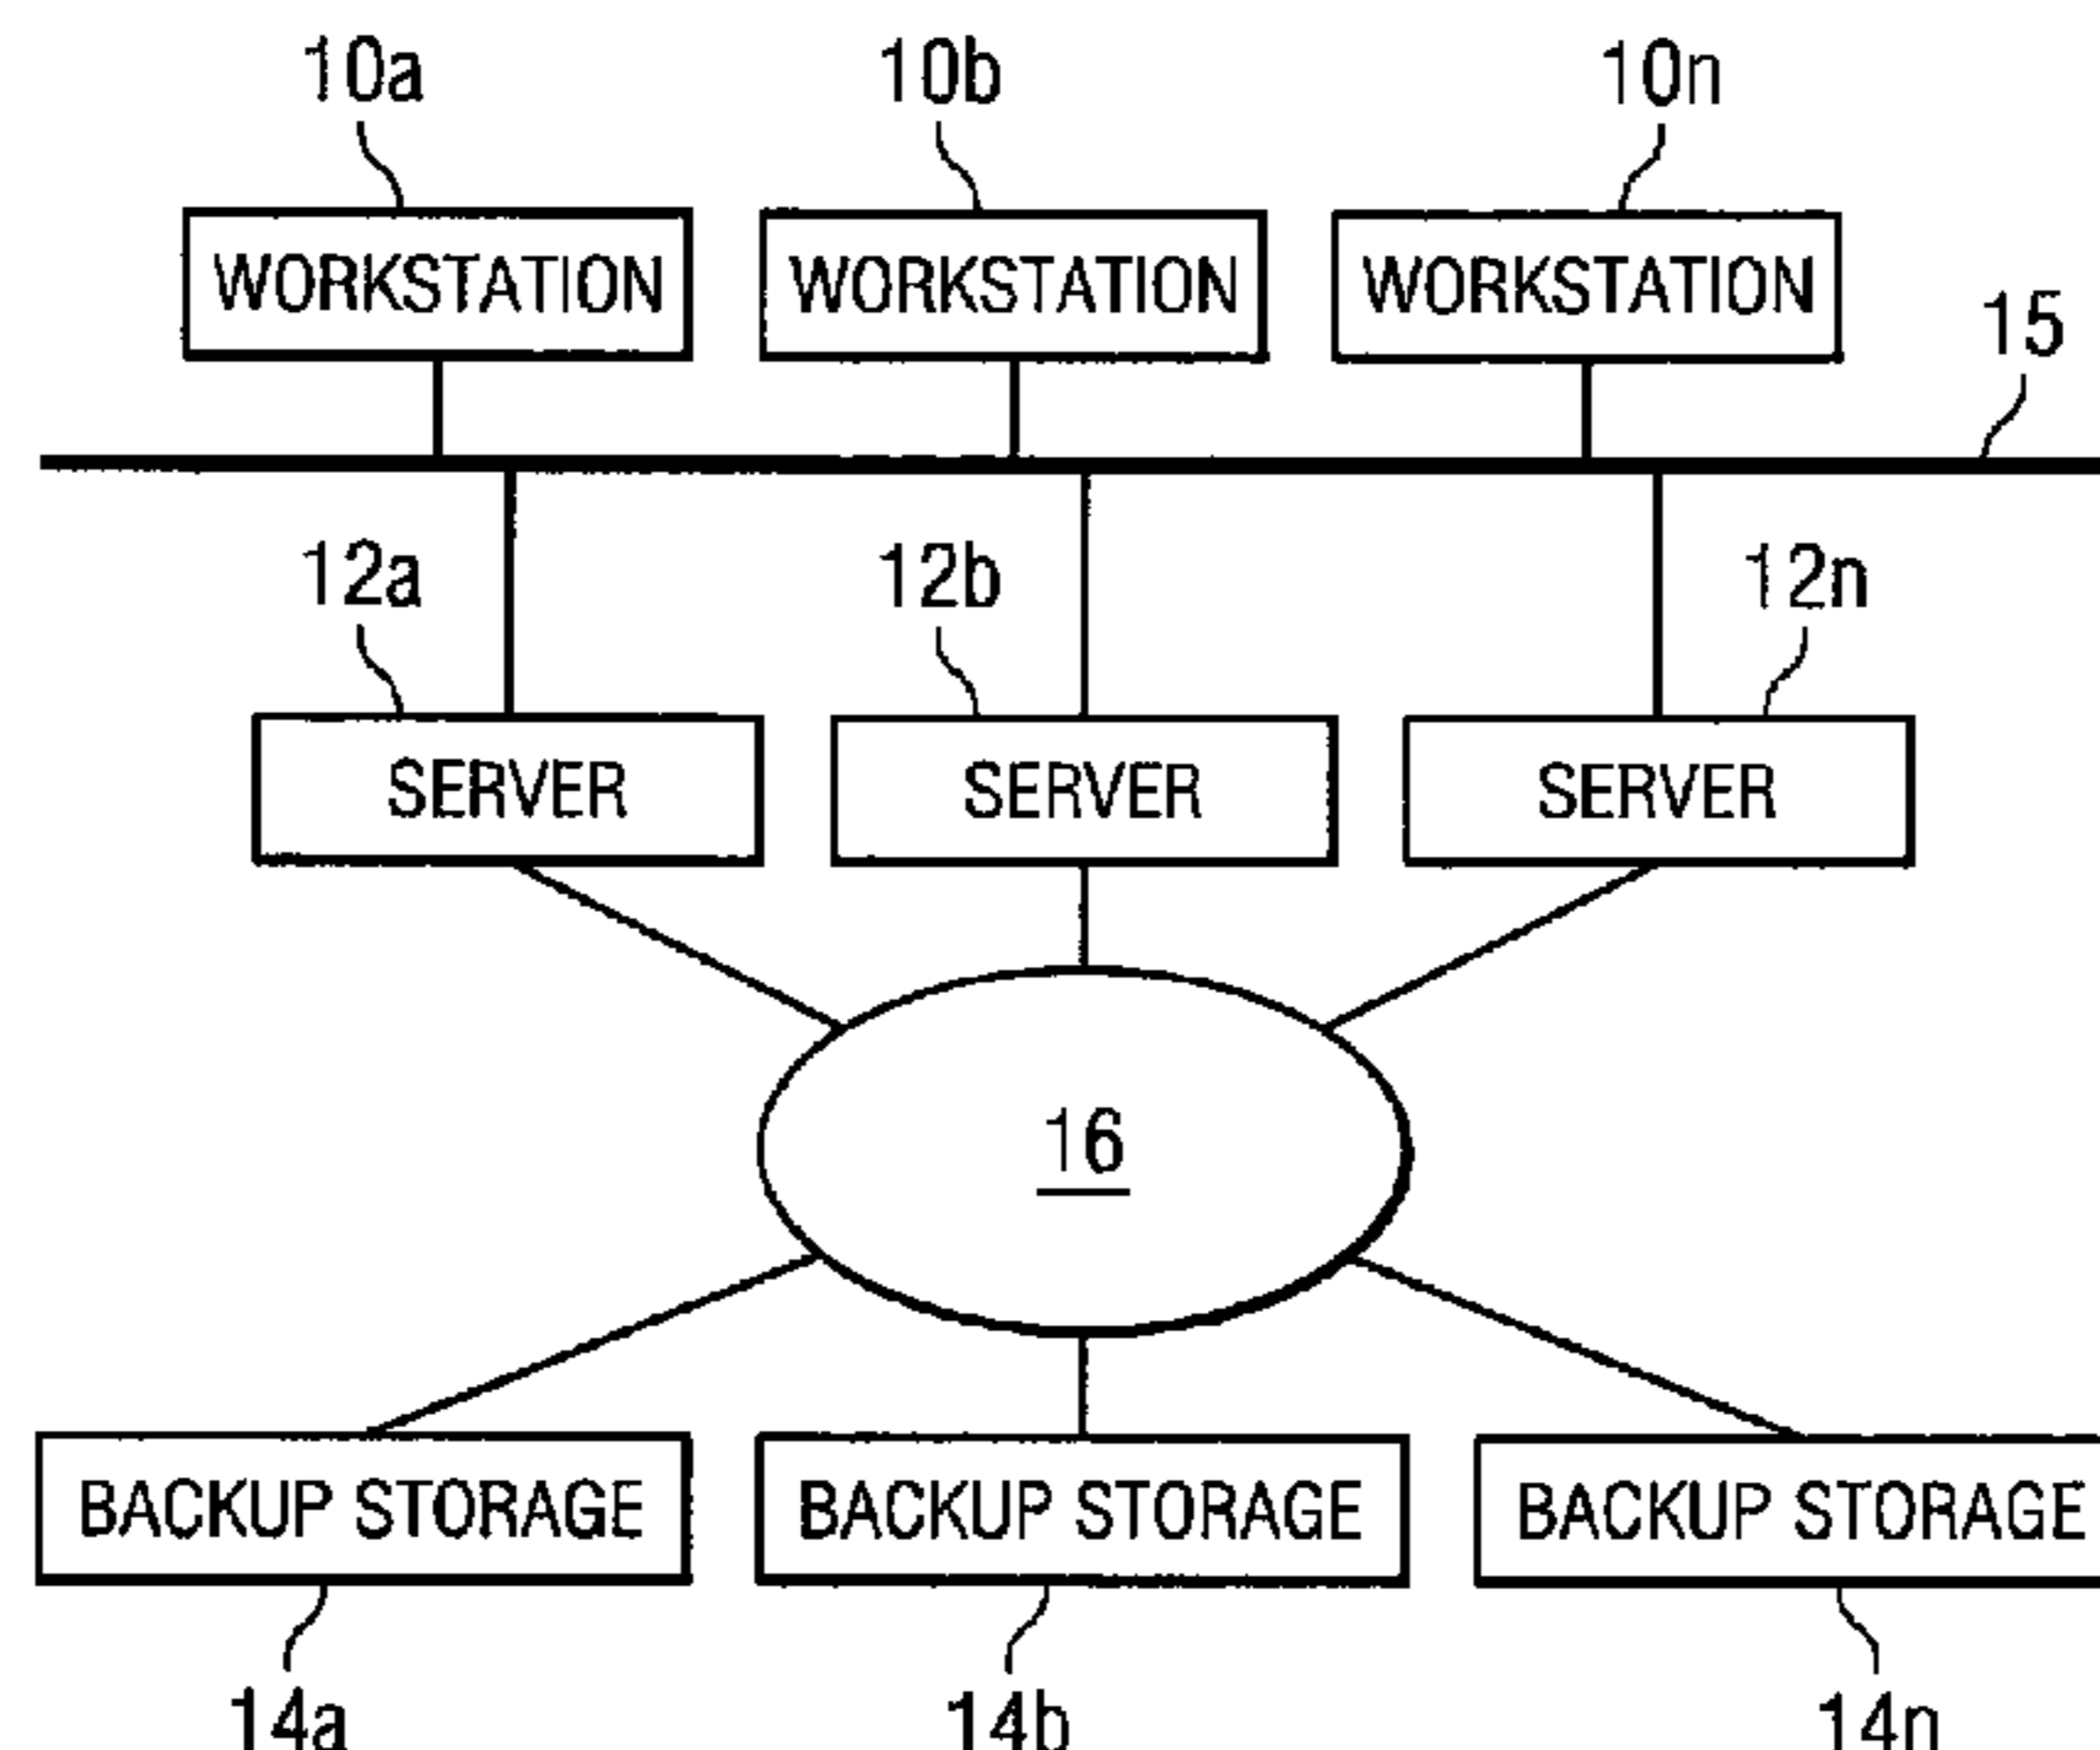 10a 10b 10n
WORKSTATION WORKSTATION WORKSTATION
15
12a 12b 12n
SERVER SERVER SERVER
16
BACKUP STORAGE BACKUP STORAGE BACKUP STORAGE
14a 14b 14n